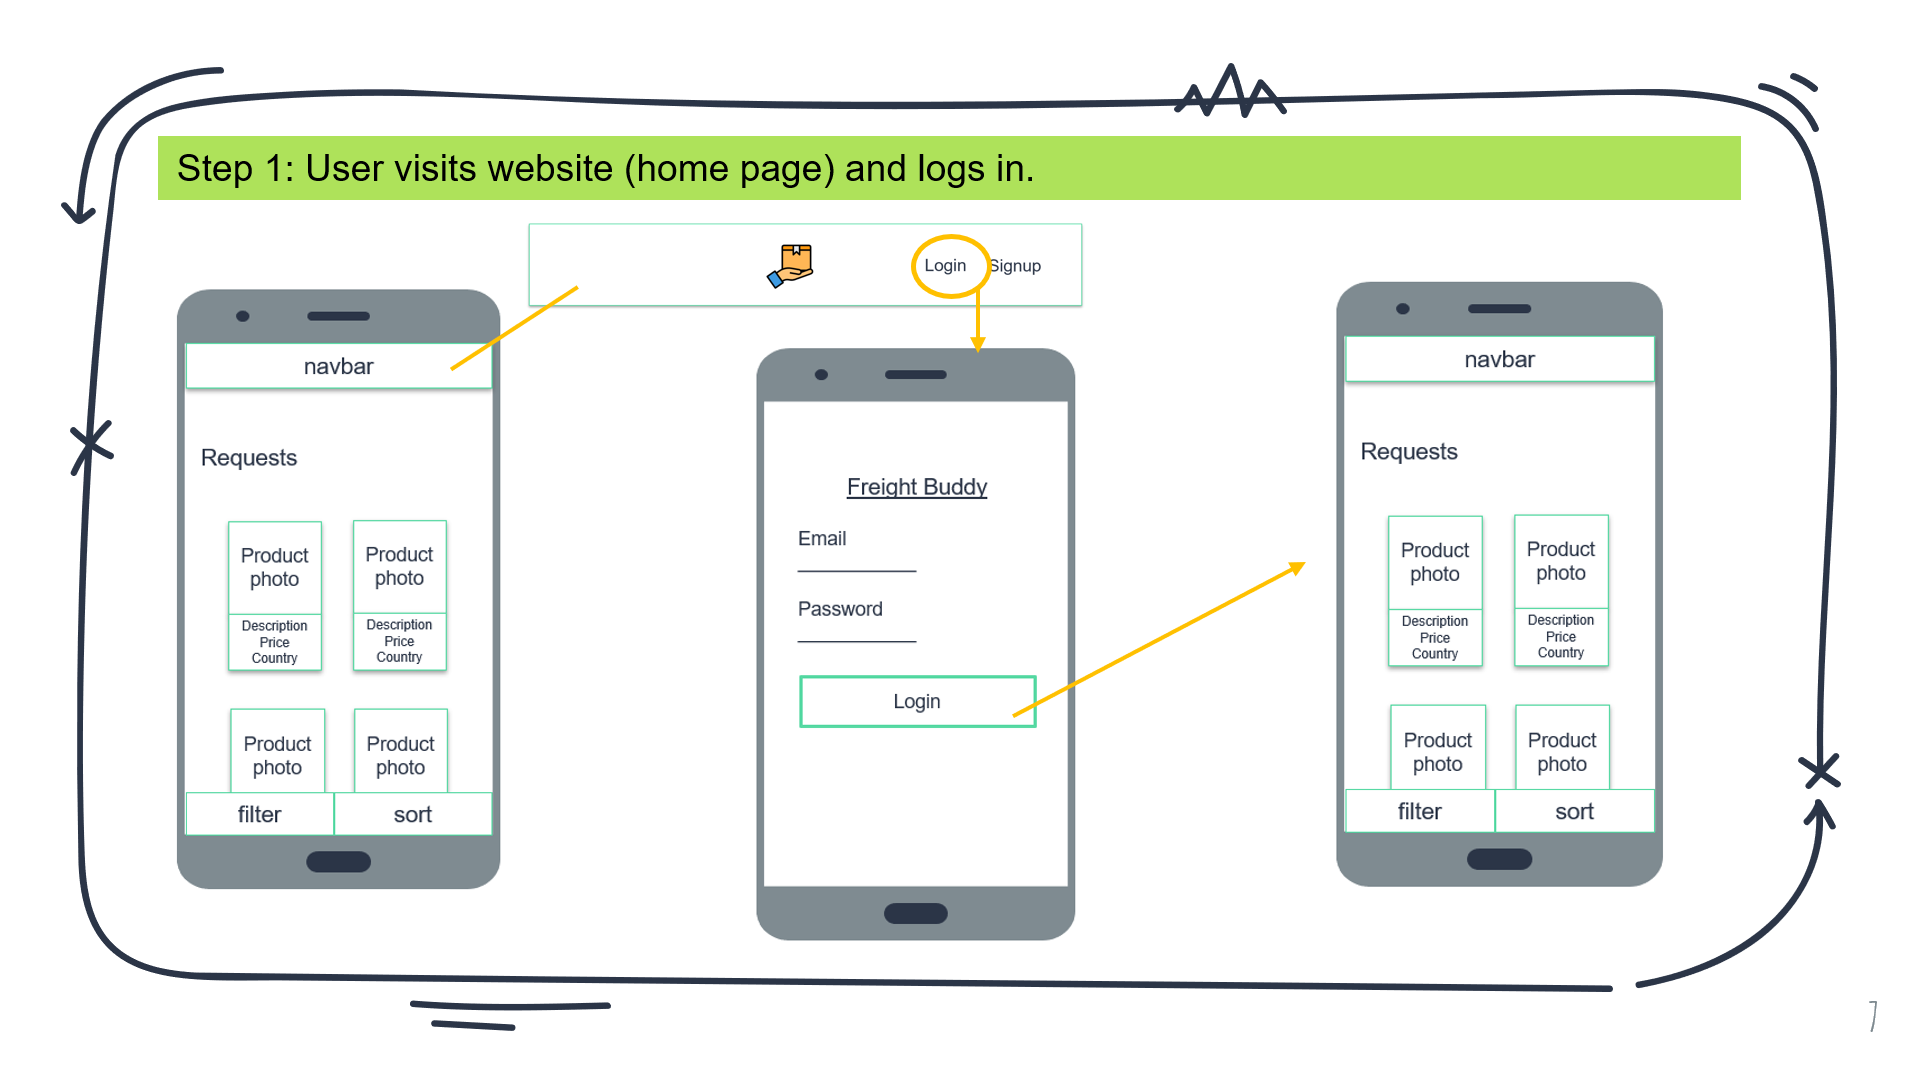 Step 1: User visits website (home page) and logs in.
Login Signup
navbar
Requests
Product
photo
Description
Price
Country
Product
photo
Description
Price
Country
Product
photo
Product
photo
filter
sort
Freight Buddy
Email
Password
Login
navbar
Requests
Product
photo
Description
Price
Country
Product
photo
Description
Price
Country
Product
photo
Product
photo
filter
sort
7